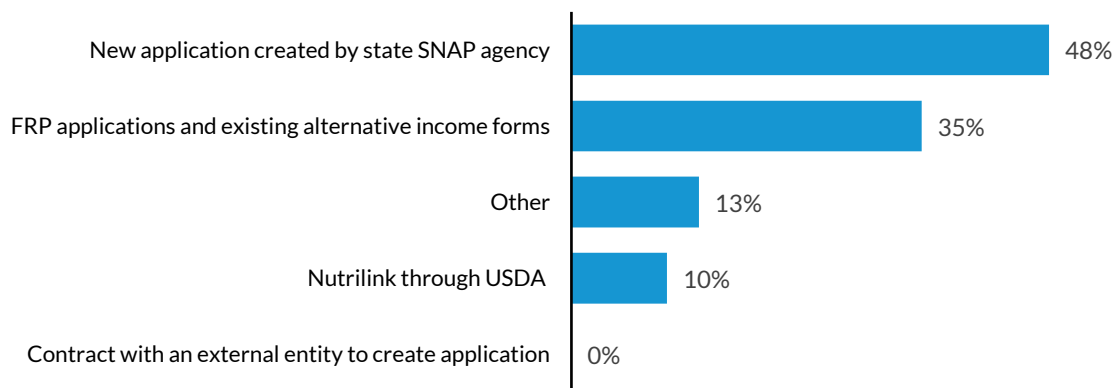 New application created by state SNAP agency 48%
FRP applications and existing alternative income forms 35%
Other 13%
Nutrilink through USDA 10%
Contract with an external entity to create application 0%